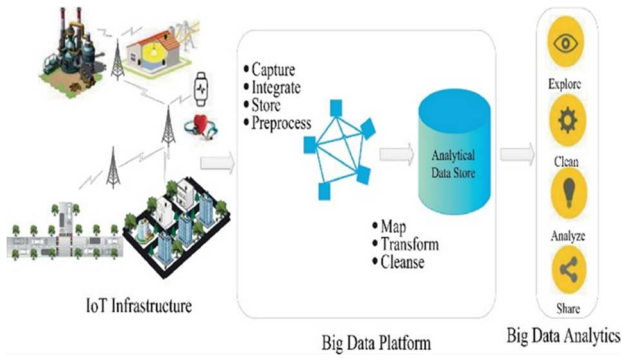 • Capture
• Integrate
• Store
• Preprocess
Analytical
Data Store
• Map
• Transform
• Cleanse
Explore
Clean
Analyze
Share
IoT Infrastructure
Big Data Platform
Big Data Analytics